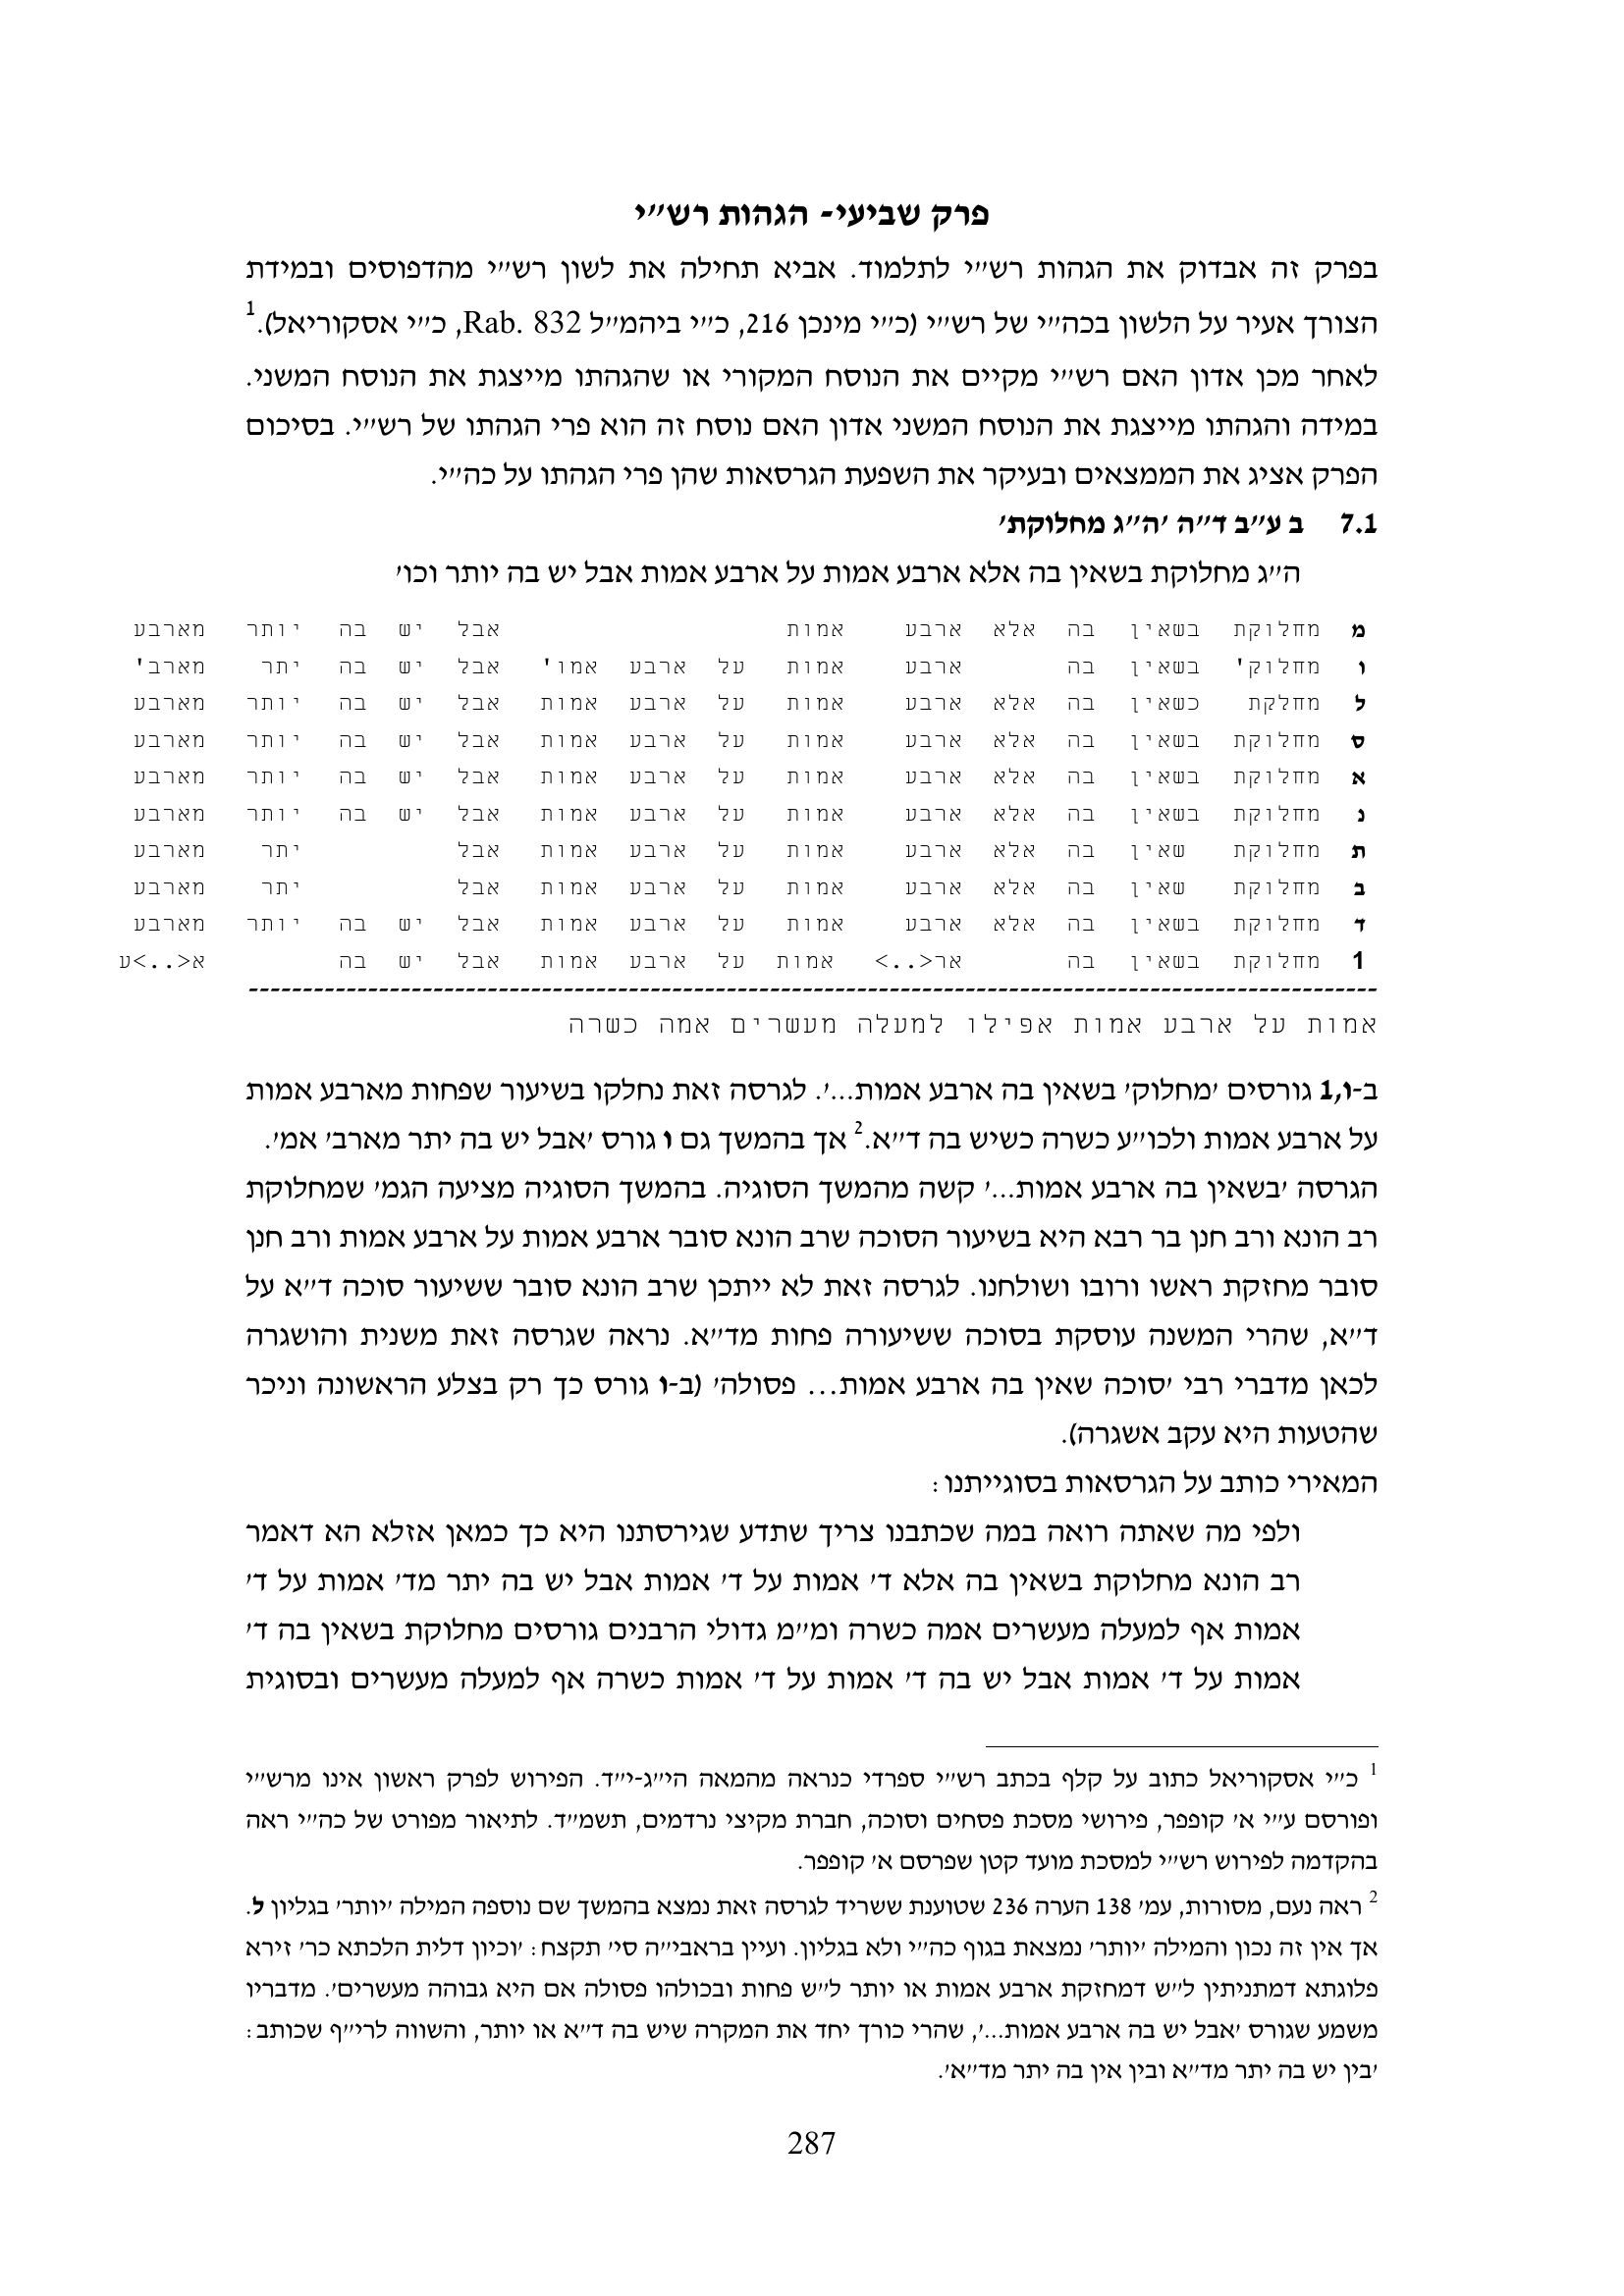 פרק שביעי- הגהות רש״י
בפרק זה אבדוק את הגהות רש״י לתלמוד. אביא תחילה את לשון רש״י מהדפוסים ובמידת
הצורך אעיר על הלשון בכה״י של רש״י (כ״י מינכן 216, כ״י ביהמ״ל Rab. 832, כ״י אסקוריאל).1
לאחר מכן אדון האם רש״י מקיים את הנוסח המקורי או שהגהתו מייצגת את הנוסח המשני.
במידה והגהתו מייצגת את הנוסח המשני אדון האם נוסח זה הוא פרי הגהתו של רש״י. בסיכום
הפרק אציג את הממצאים ובעיקר את השפעת הגרסאות שהן פרי הגהתו על כה״י.
7.1 ב ע״ב ד״ה ׳ה״ג מחלוקת׳
ה״ג מחלוקת בשאין בה אלא ארבע אמות על ארבע אמות אבל יש בה יותר וכו׳
מ מחלוקת בשאין בה אלא ארבע אמות אבל יש בה יותר מארבע
ו מחלוק' בשאין בה ארבע אמות על ארבע אמו' אבל יש בה יתר מארב'
ל מחלקת כשאין בה אלא ארבע אמות על ארבע אמות אבל יש בה יותר מארבע
ס מחלוקת בשאין בה אלא ארבע אמות על ארבע אמות אבל יש בה יותר מארבע
א מחלוקת בשאין בה אלא ארבע אמות על ארבע אמות אבל יש בה יותר מארבע
נ מחלוקת בשאין בה אלא ארבע אמות על ארבע אמות אבל יש בה יותר מארבע
ת מחלוקת שאין בה אלא ארבע אמות על ארבע אמות אבל יתר מארבע
ב מחלוקת שאין בה אלא ארבע אמות על ארבע אמות אבל יתר מארבע
ד מחלוקת בשאין בה אלא ארבע אמות על ארבע אמות אבל יש בה יותר מארבע
1 מחלוקת בשאין בה אר<..> אמות על ארבע אמות אבל יש בה א<..>ע
אמות על ארבע אמות אפילו למעלה מעשרים אמה כשרה
ב-ו,1 גורסים ׳מחלוק׳ בשאין בה ארבע אמות...׳. לגרסה זאת נחלקו בשיעור שפחות מארבע אמות
על ארבע אמות ולכו״ע כשרה כשיש בה ד״א.2 אך בהמשך גם ו גורס ׳אבל יש בה יתר מארב׳ אמ׳.
הגרסה ׳בשאין בה ארבע אמות...׳ קשה מהמשך הסוגיה. בהמשך הסוגיה מציעה הגמ׳ שמחלוקת
רב הונא ורב חנן בר רבא היא בשיעור הסוכה שרב הונא סובר ארבע אמות על ארבע אמות ורב חנן
סובר מחזקת ראשו ורובו ושולחנו. לגרסה זאת לא ייתכן שרב הונא סובר ששיעור סוכה ד״א על
ד״א, שהרי המשנה עוסקת בסוכה ששיעורה פחות מד״א. נראה שגרסה זאת משנית והושגרה
לכאן מדברי רבי ׳סוכה שאין בה ארבע אמות... פסולה׳ (ב-ו גורס כך רק בצלע הראשונה וניכר
שהטעות היא עקב אשגרה).
המאירי כותב על הגרסאות בסוגייתנו:
ולפי מה שאתה רואה במה שכתבנו צריך שתדע שגירסתנו היא כך כמאן אזלא הא דאמר
רב הונא מחלוקת בשאין בה אלא ד׳ אמות על ד׳ אמות אבל יש בה יתר מד׳ אמות על ד׳
אמות אף למעלה מעשרים אמה כשרה ומ״מ גדולי הרבנים גורסים מחלוקת בשאין בה ד׳
אמות על ד׳ אמות אבל יש בה ד׳ אמות על ד׳ אמות כשרה אף למעלה מעשרים ובסוגית
1 כ״י אסקוריאל כתוב על קלף בכתב רש״י ספרדי כנראה מהמאה הי״ג-י״ד. הפירוש לפרק ראשון אינו מרש״י
ופורסם ע״י א׳ קופפר, פירושי מסכת פסחים וסוכה, חברת מקיצי נרדמים, תשמ״ד. לתיאור מפורט של כה״י ראה
בהקדמה לפירוש רש״י למסכת מועד קטן שפרסם א׳ קופפר.
2 ראה נעם, מסורות, עמ׳ 138 הערה 236 שטוענת ששריד לגרסה זאת נמצא בהמשך שם נוספה המילה ׳יותר׳ בגליון ל.
אך אין זה נכון והמילה ׳יותר׳ נמצאת בגוף כה״י ולא בגליון. ועיין בראבי״ה סי׳ תקצח: ׳וכיון דלית הלכתא כר׳ זירא
פלוגתא דמתניתין ל״ש דמחזקת ארבע אמות או יותר ל״ש פחות ובכולהו פסולה אם היא גבוהה מעשרים׳. מדבריו
משמע שגורס ׳אבל יש בה ארבע אמות...׳, שהרי כורך יחד את המקרה שיש בה ד״א או יותר, והשווה לרי״ף שכותב:
׳בין יש בה יתר מד״א ובין אין בה יתר מד״א׳.
287